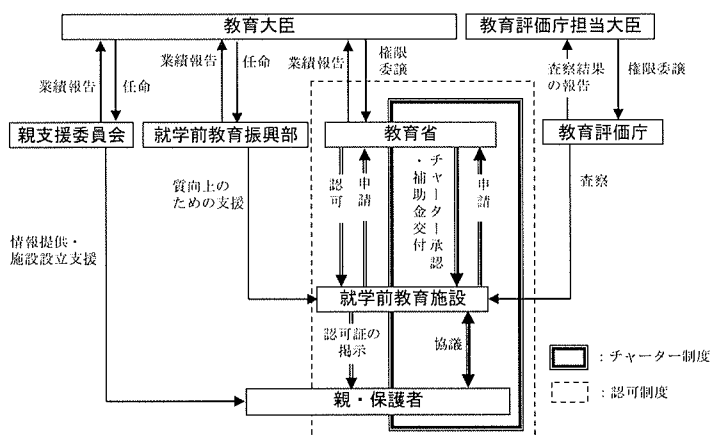 教育大臣
教育評価庁担当大臣
業績報告
任命
業績報告
任命
業績報告
権限
委譲
査察結果
の報告
権限委譲
親支援委員会
就学前教育振興部
教育省
教育評価庁
認可
申請
チャーター承認
・補助金交付
申請
質向上の
ための支援
査察
情報提供・
施設設立支援
就学前教育施設
認可証の
掲示
協議
親・保護者
：チャーター制度
：認可制度